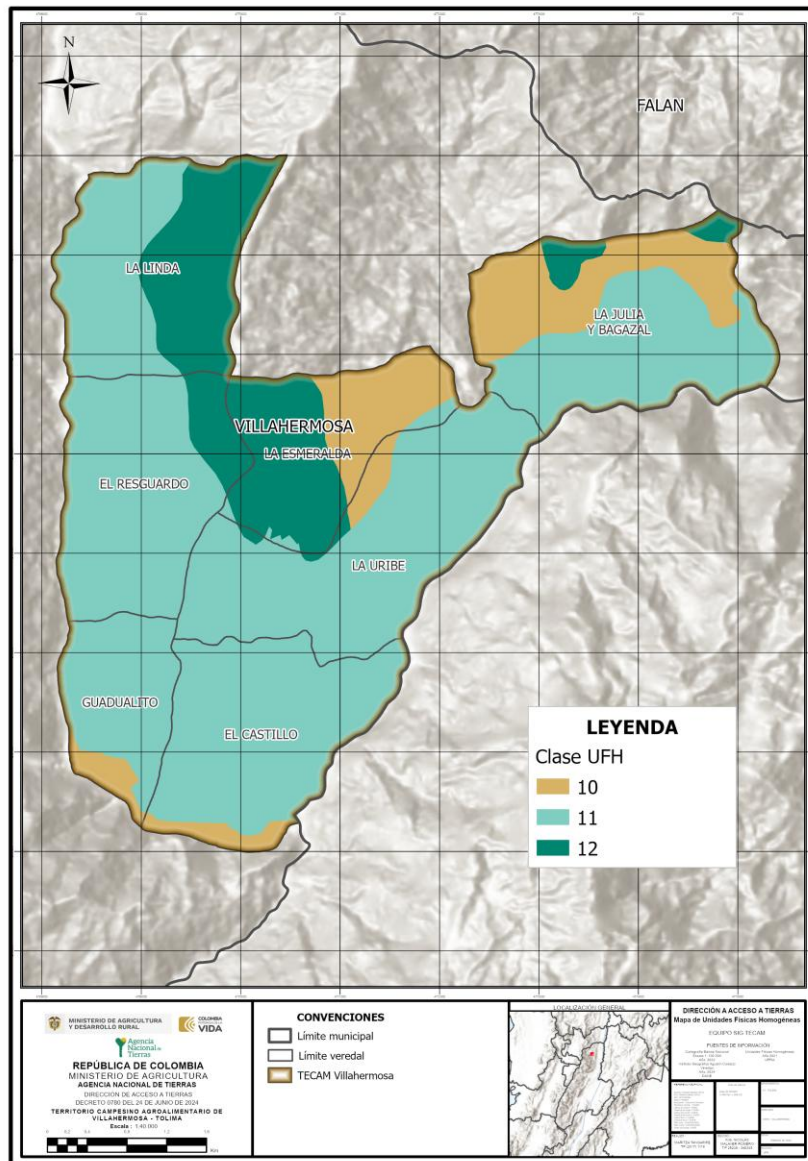 N
FALAN
LA LINDA
LA JULIA
Y BAGAZAL
VILLAHERMOSA
LA ESMERALDA
EL RESGUARDO
LA URIBE
GUADUALITO
EL CASTILLO
LEYENDA
Clase UFH
10
11
12
MINISTERIO DE AGRICULTURA
Y DESARROLLO RURAL
COLOMBIA
VIDA
Agencia
Nacional de
Tierras
REPÚBLICA DE COLOMBIA
MINISTERIO DE AGRICULTURA
AGENCIA NACIONAL DE TIERRAS
DIRECCIÓN DE ACCESO A TIERRAS
DECRETO 0780 DEL 24 DE JUNIO DE 2024
TERRITORIO CAMPESINO AGROALIMENTARIO DE
VILLAHERMOSA - TOLIMA
Escala : 1:40.000
Km
CONVENCIONES
Límite municipal
Límite veredal
TECAM Villahermosa
LOCALIZACIÓN GENERAL
DIRECCIÓN A ACCESO A TIERRAS
Mapa de Unidades Físicas Homogéneas
EQUIPO SIG TECAM
FUENTES DE INFORMACIÓN